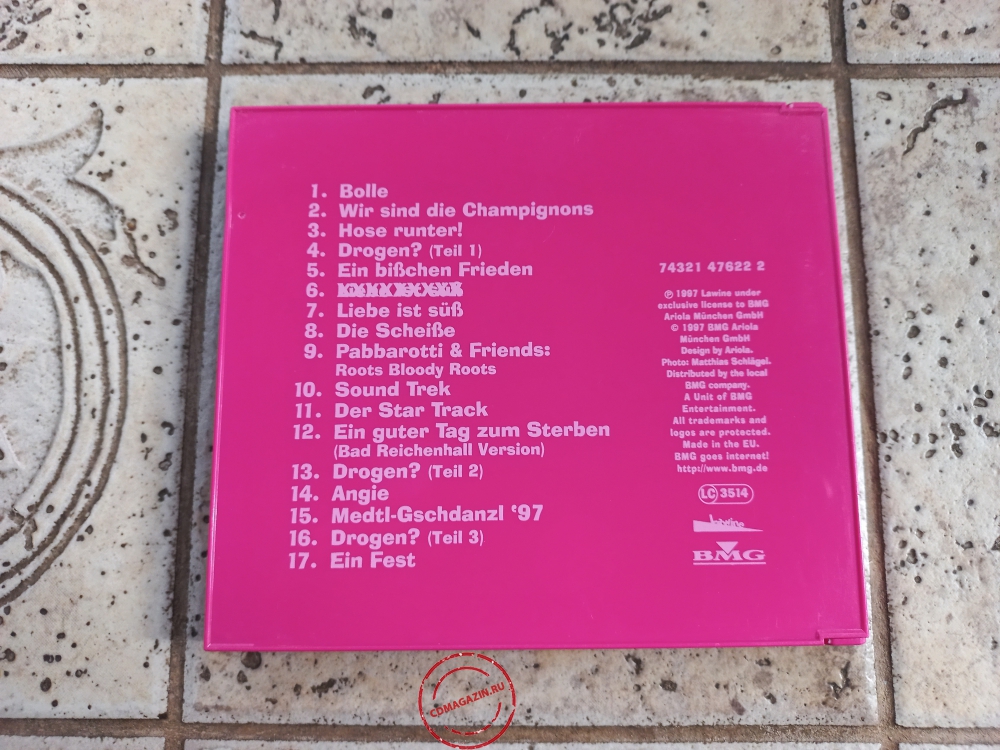 1. Bolle
2. Wir sind die Champignons
3. Hose runter!
4. Drogen? (Teil 1)
5. Ein bißchen Frieden
6.
7. Liebe ist süß
8. Die Scheiße
9. Pabbarotti & Friends:
Roots Bloody Roots
10. Sound Trek
11. Der Star Track
12. Ein guter Tag zum Sterben
(Bad Reichenhall Version)
13. Drogen? (Teil 2)
14. Angie
15. Medtl-Gschdanzl ‘97
16. Drogen? (Teil 3)
17. Ein Fest
74321 47622 2
℗ 1997 Lawine under
exclusive license to BMG
Ariola München GmbH
© 1997 BMG Ariola
München GmbH
Design by Ariola.
Photo: Matthias Schlägel.
Distributed by the local
BMG company.
A Unit of BMG
Entertainment.
All trademarks and
logos are protected.
Made in the EU.
BMG goes internet!
http://www.bmg.de
LC 3514
lawine
BMG
CDMAGAZIN.RU